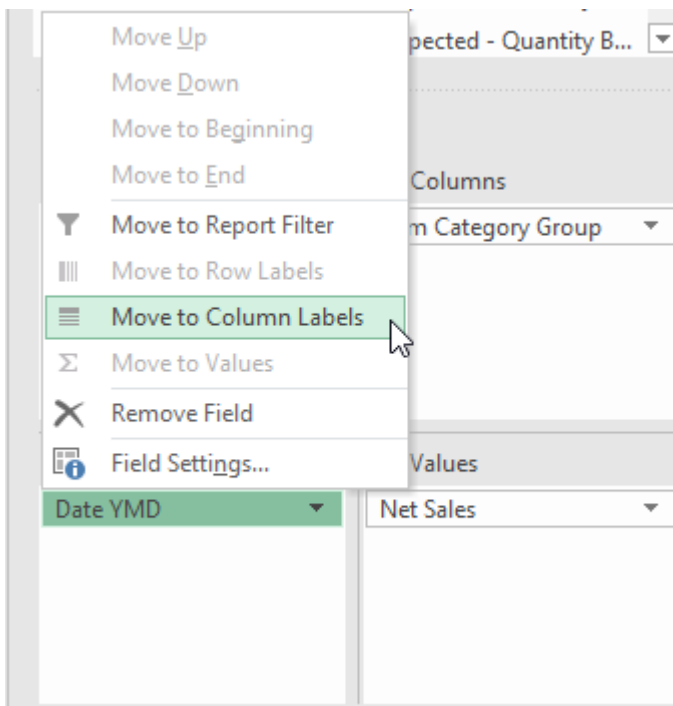 Move Up
pected - Quantity B...
Move Down
Move to Beginning
Move to End
Columns
Move to Report Filter
m Category Group
Move to Row Labels
Move to Column Labels
Move to Values
Remove Field
Field Settings...
Values
Date YMD
Net Sales